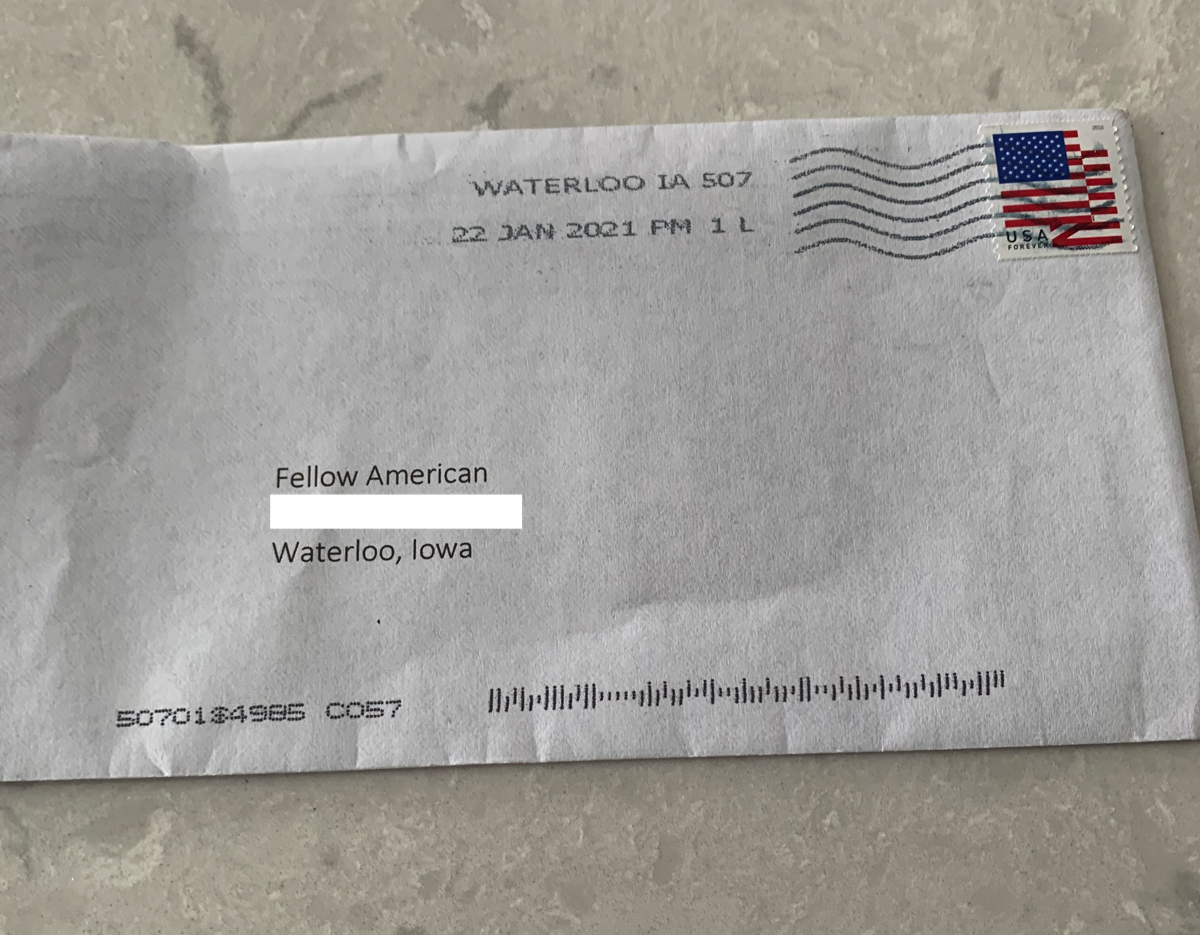 WATERLOO IA 507
22 JAN 2021 PM 1 L
USA
FOREVER
Fellow American
Waterloo, Iowa
50701$4985 C057